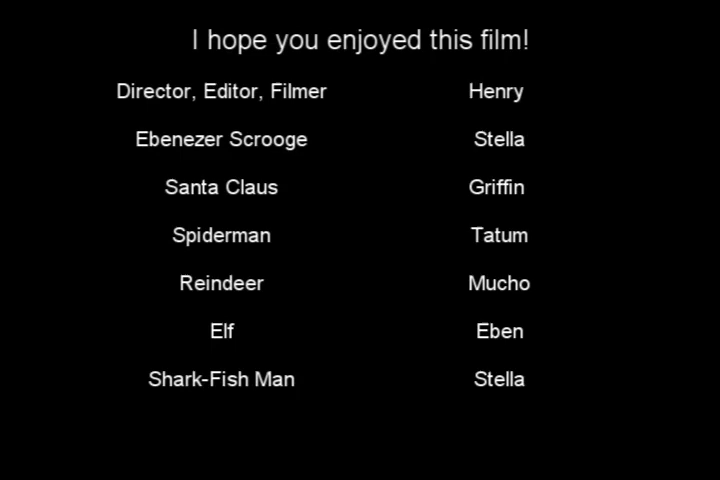 I hope you enjoyed this film!
Director, Editor, Filmer Henry
Ebenezer Scrooge Stella
Santa Claus Griffin
Spiderman Tatum
Reindeer Mucho
Elf Eben
Shark-Fish Man Stella